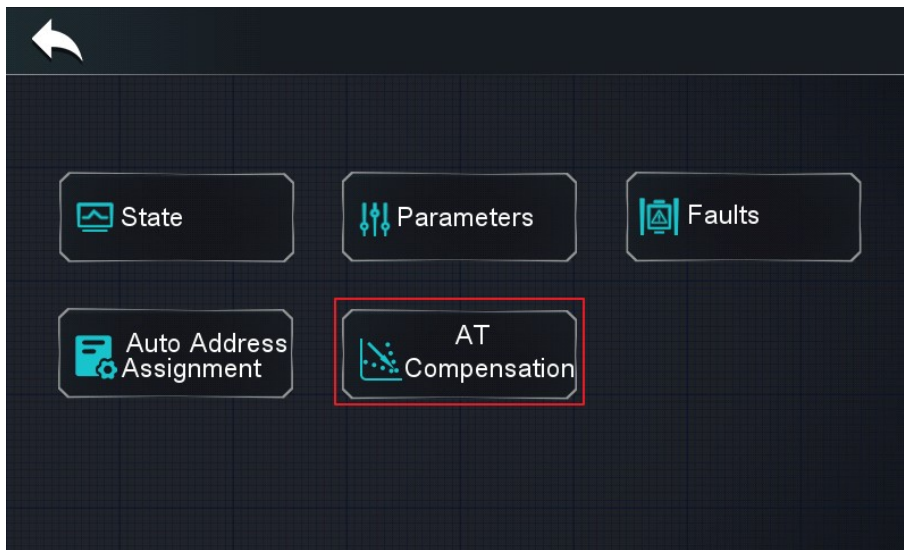 State
Parameters
Faults
Auto Address
Assignment
AT
Compensation